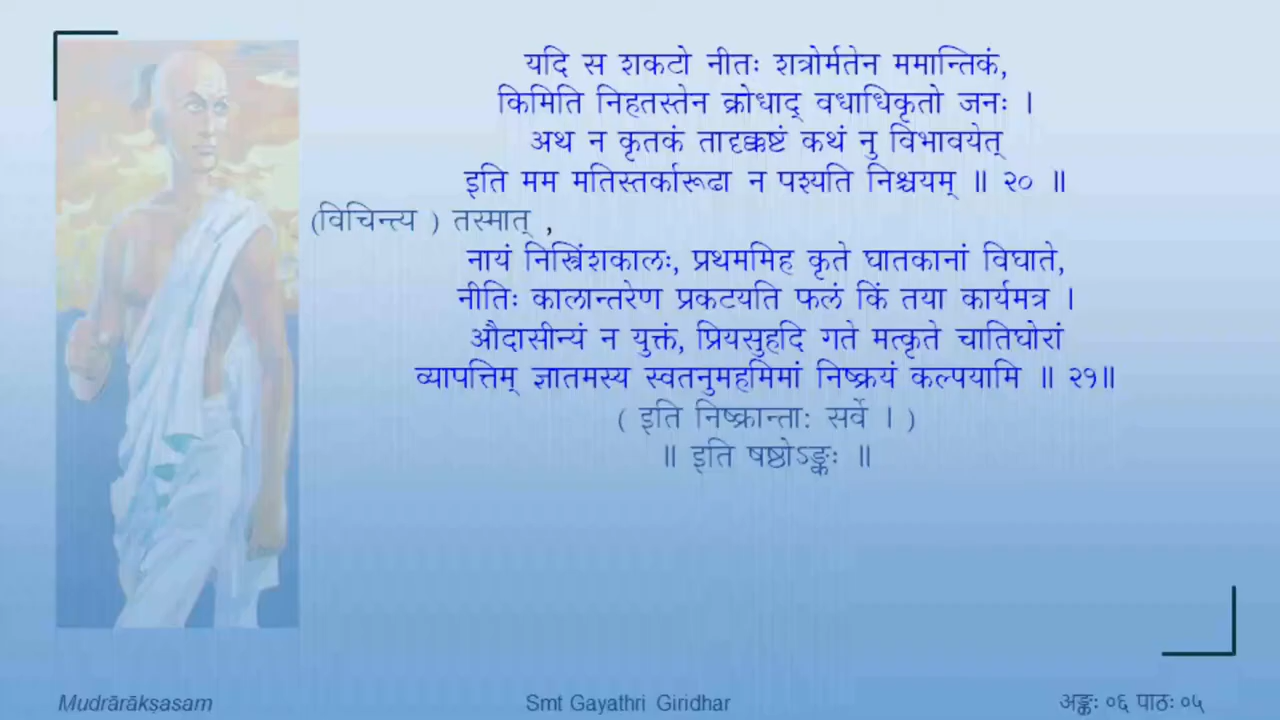 यदि स शकटो नीतः शत्रोर्मतेन ममान्तिकं,
किमिति निहतस्तेन क्रोधाद् वधाधिकृतो जनः ।
अथ न कृतकं तादृक्कष्टं कथं नु विभावयेत्
इति मम मतिस्तर्कारूढा न पश्यति निश्चयम् ॥ २० ॥
(विचिन्त्य ) तस्मात् ,
नायं निस्त्रिंशकालः, प्रथममिह कृते घातकानां विघाते,
नीतिः कालान्तरेण प्रकटयति फलं किं तया कार्यमत्र ।
औदासीन्यं न युक्तं, प्रियसुहृदि गते मत्कृते चातिघोरां
व्यापत्तिम् ज्ञातमस्य स्वतनुमहमिमां निष्क्रयं कल्पयामि ॥ २१॥
( इति निष्क्रान्ताः सर्वे । )
॥ इति षष्ठोऽङ्कः ॥
Mudrārākṣasam
Smt Gayathri Giridhar
अङ्कः ०६ पाठः ०५